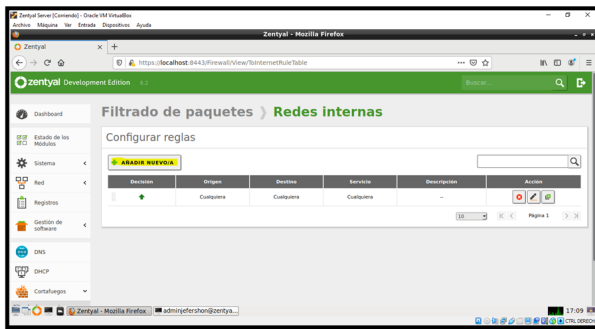 Zentyal Server [Corriendo] - Oracle VM VirtualBox
Archivo Máquina Ver Entrada Dispositivos Ayuda
Zentyal - Mozilla Firefox
Zentyal
https://localhost:8443/Firewall/View/ToInternetRuleTable
zentyal Development Edition 6.2
Buscar...
Dashboard
Estado de los Módulos
Sistema
Red
Registros
Gestión de software
DNS
DHCP
Cortafuegos
Filtrado de paquetes Redes internas
Configurar reglas
AÑADIR NUEVO/A
Decisión Origen Destino Servicio Descripción Acción
Cualquiera Cualquiera Cualquiera --
10 Página 1
Zentyal - Mozilla Firefox adminjefershon@zentya...
17:09
CTRL DERECHA